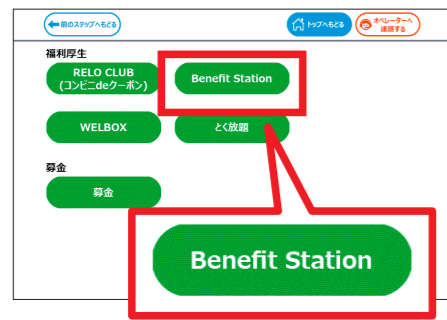 前のステップへもどる
トップへもどる
オペレーターへ
連絡する
福利厚生
RELO CLUB
(コンビニdeクーポン)
Benefit Station
WELBOX
とく放題
募金
募金
Benefit Station